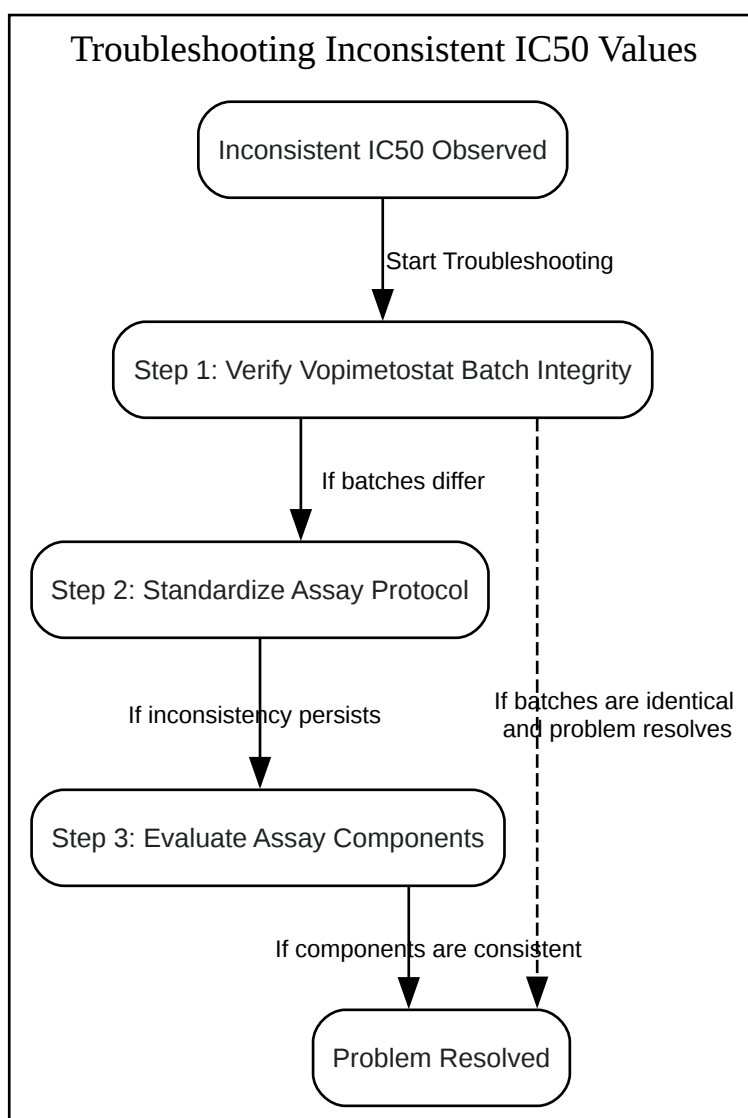 Troubleshooting Inconsistent IC50 Values
Inconsistent IC50 Observed
Start Troubleshooting
Step 1: Verify Vopimetostat Batch Integrity
If batches differ
Step 2: Standardize Assay Protocol
If inconsistency persists
If batches are identical
and problem resolves
Step 3: Evaluate Assay Components
If components are consistent
Problem Resolved